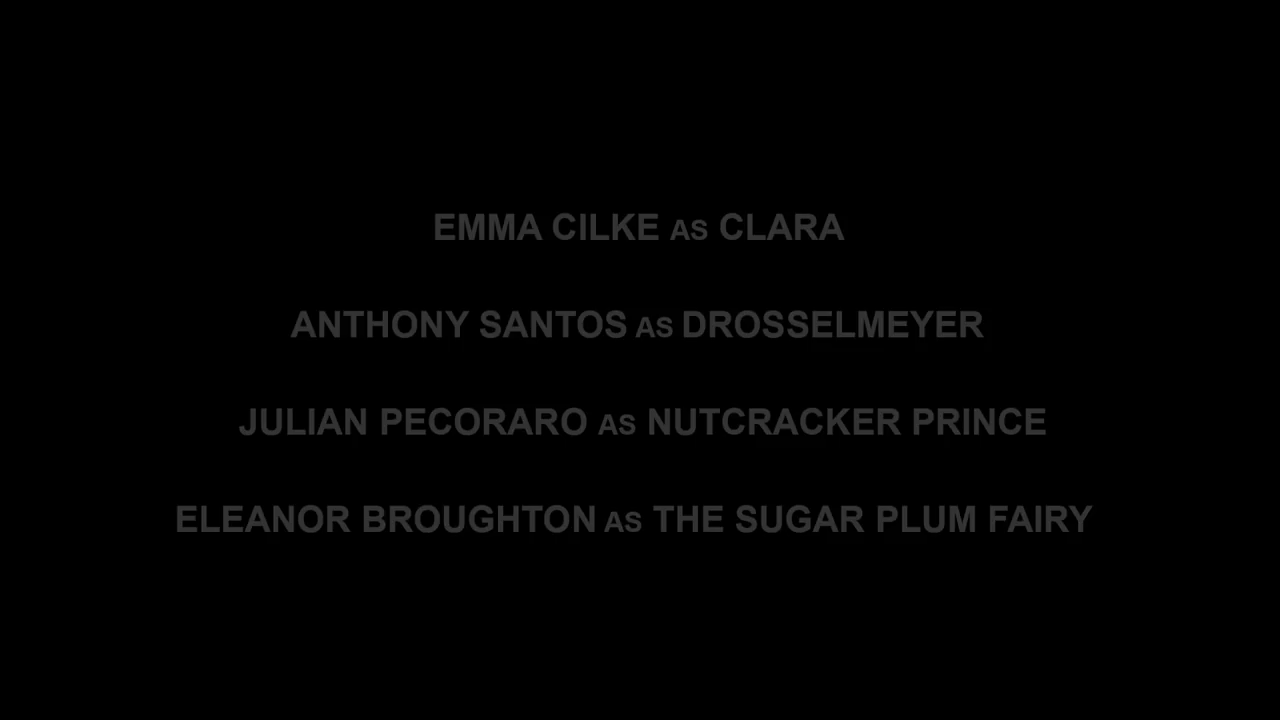 EMMA CILKE AS CLARA
ANTHONY SANTOS AS DROSSELMEYER
JULIAN PECORARO AS NUTCRACKER PRINCE
ELEANOR BROUGHTON AS THE SUGAR PLUM FAIRY